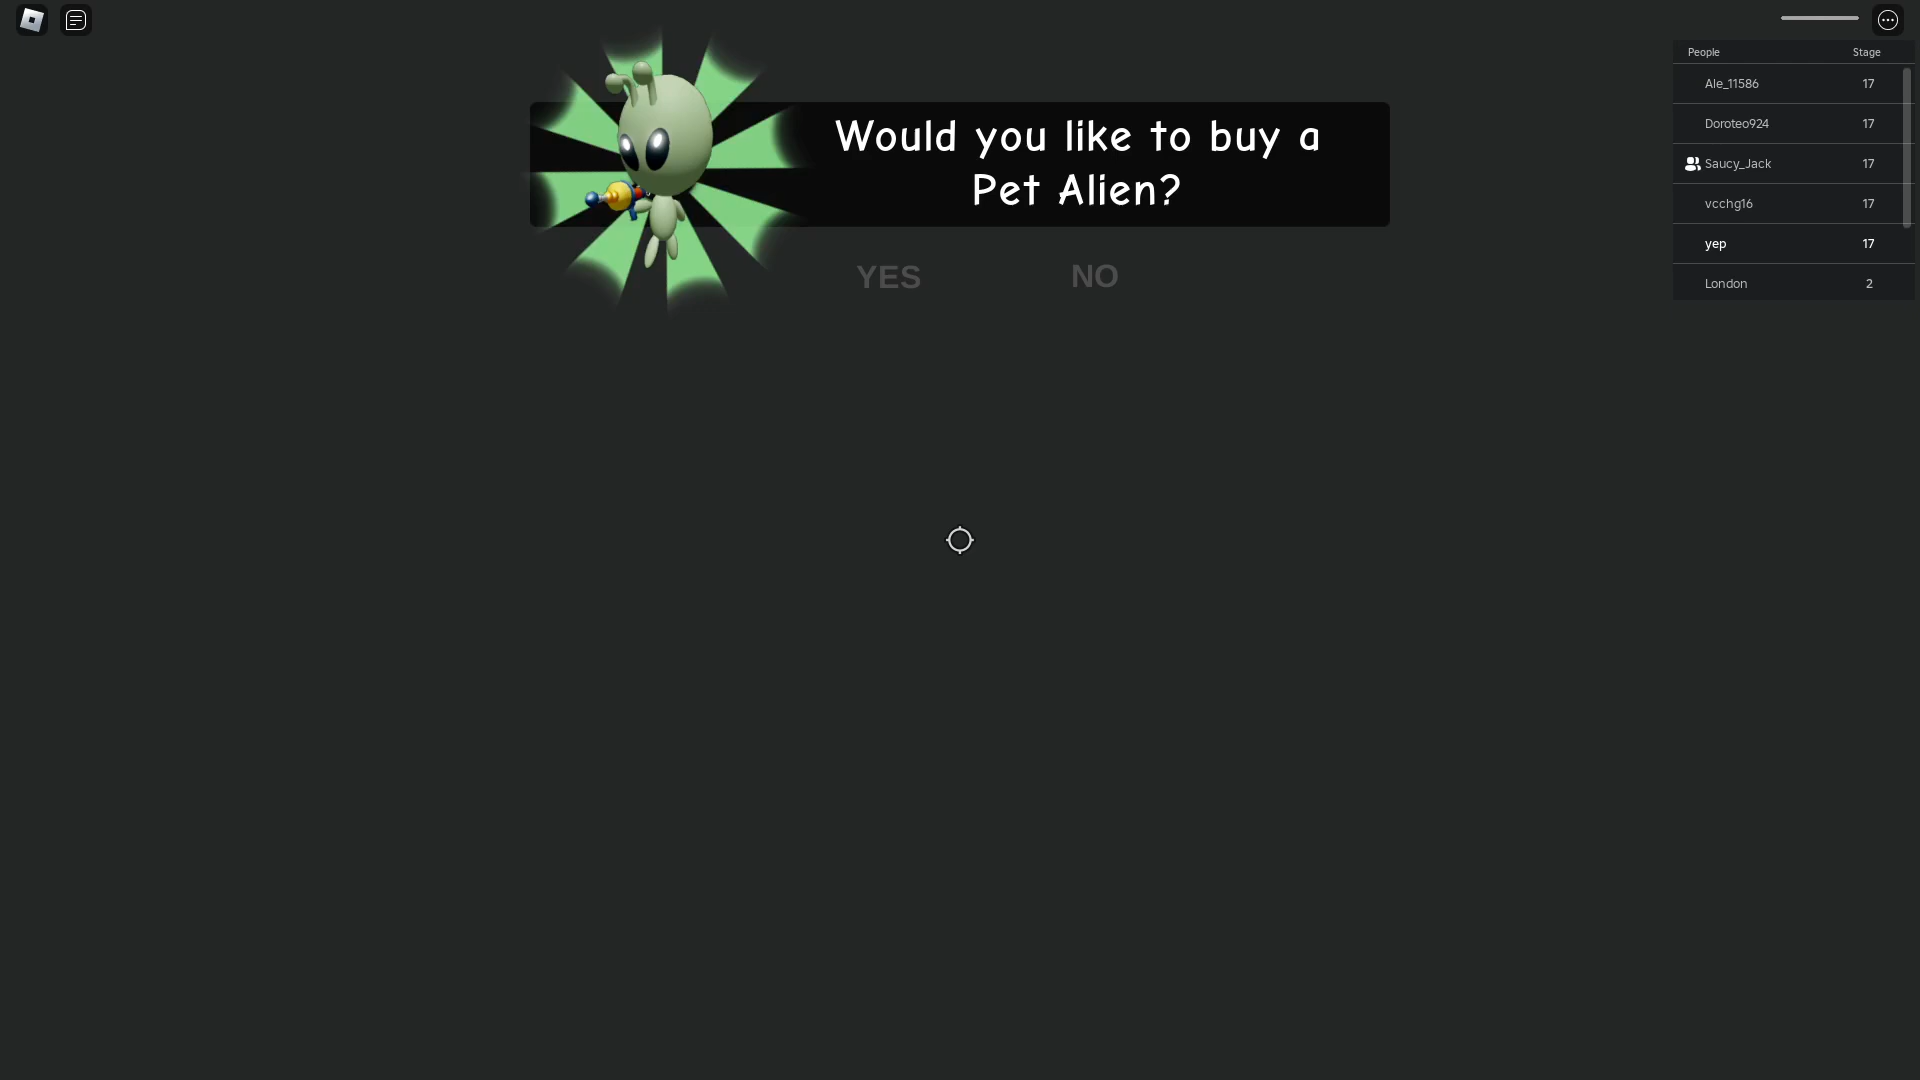 People Stage
Ale_11586 17
Doroteo924 17
Saucy_Jack 17
vcchg16 17
yep 17
London 2
Would you like to buy a
Pet Alien?
YES NO